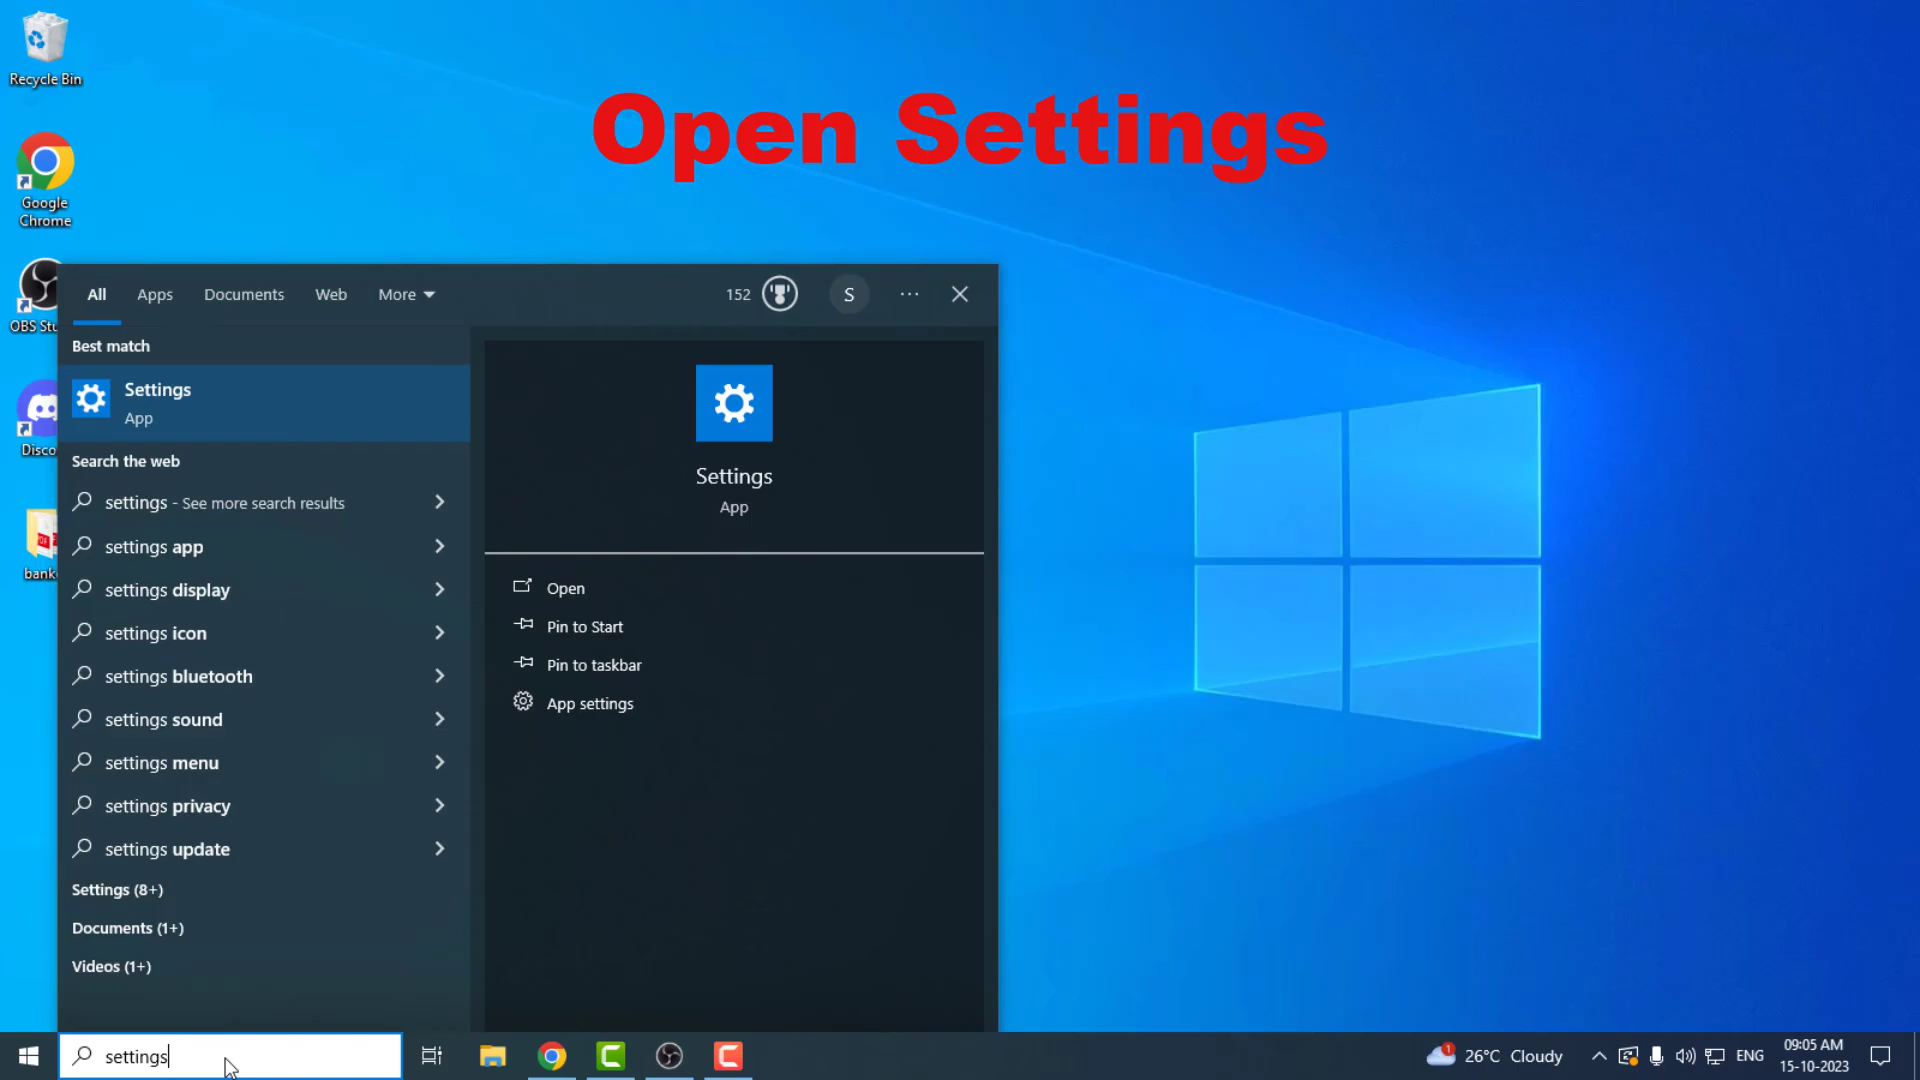 Recycle Bin
Google
Chrome
OBS Stu
Disco
bank
Open Settings
All Apps Documents Web More 152 S
Best match
Settings
App
Search the web
settings - See more search results
settings app
settings display
settings icon
settings bluetooth
settings sound
settings menu
settings privacy
settings update
Settings (8+)
Documents (1+)
Videos (1+)
Settings
App
Open
Pin to Start
Pin to taskbar
App settings
settings
1
26°C Cloudy
ENG
09:05 AM
15-10-2023